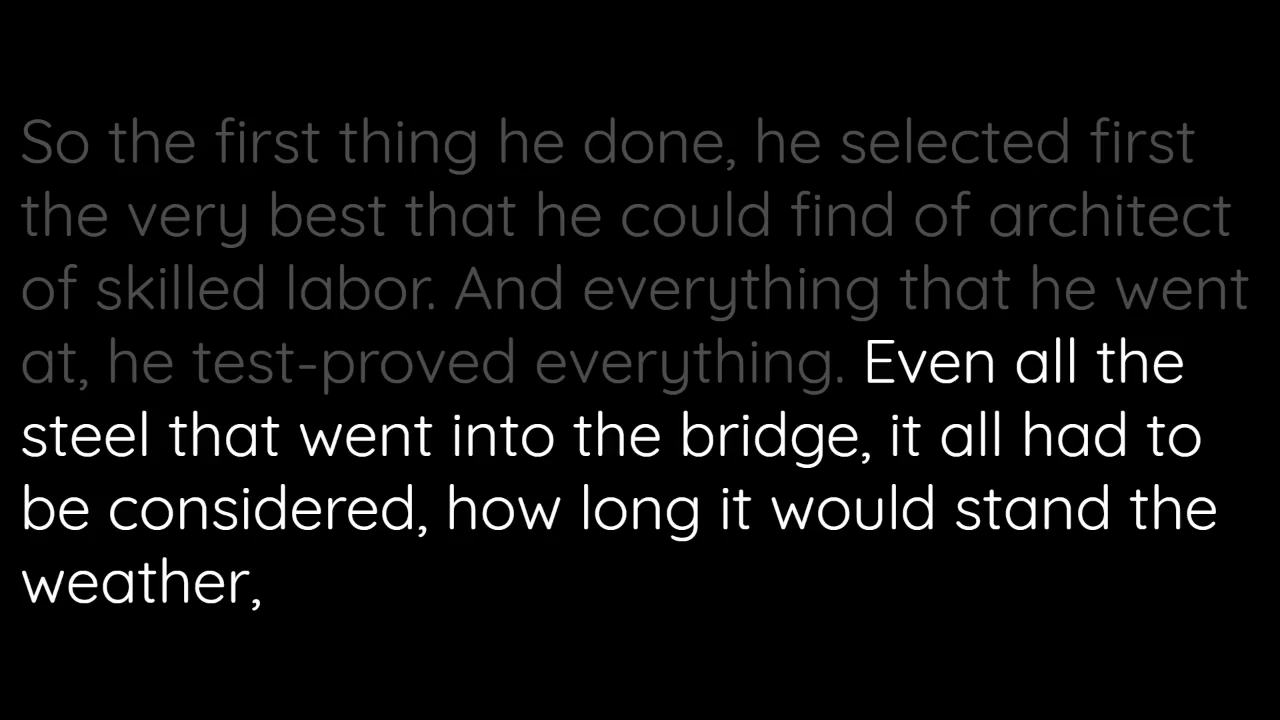 So the first thing he done, he selected first
the very best that he could find of architect
of skilled labor. And everything that he went
at, he test-proved everything. Even all the
steel that went into the bridge, it all had to
be considered, how long it would stand the
weather,